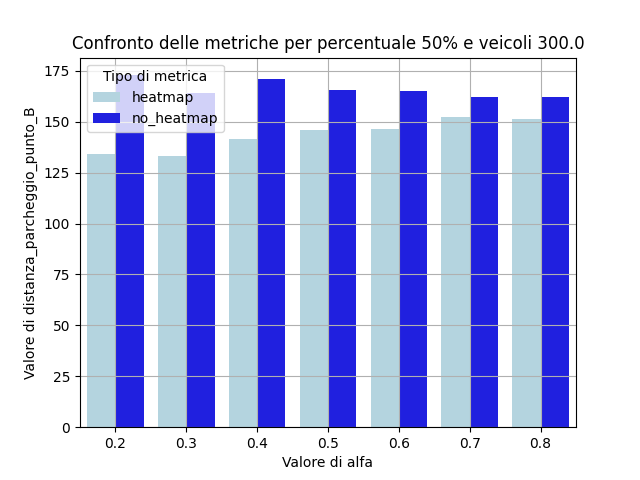 Confronto delle metriche per percentuale 50% e veicoli 300.0
Tipo di metrica
heatmap
no_heatmap
Valore di distanza_parcheggio_punto_B
175
150
125
100
75
50
25
0
0.2 0.3 0.4 0.5 0.6 0.7 0.8
Valore di alfa